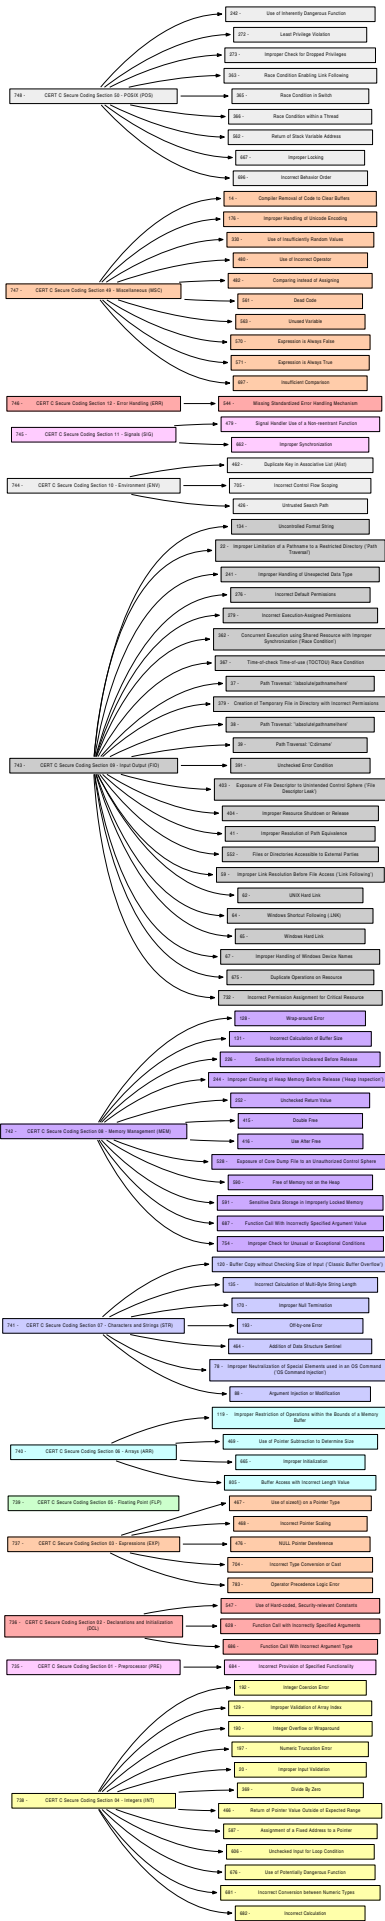 242 - Use of Inherently Dangerous Function
272 - Least Privilege Violation
273 - Improper Check for Dropped Privileges
363 - Race Condition Enabling Link Following
748 - CERT C Secure Coding Section 50 - POSIX (POS)
365 - Race Condition in Switch
366 - Race Condition within a Thread
562 - Return of Stack Variable Address
667 - Improper Locking
696 - Incorrect Behavior Order
14 - Compiler Removal of Code to Clear Buffers
176 - Improper Handling of Unicode Encoding
330 - Use of Insufficiently Random Values
480 - Use of Incorrect Operator
482 - Comparing instead of Assigning
747 - CERT C Secure Coding Section 49 - Miscellaneous (MSC)
561 - Dead Code
563 - Unused Variable
570 - Expression is Always False
571 - Expression is Always True
697 - Insufficient Comparison
746 - CERT C Secure Coding Section 12 - Error Handling (ERR)
544 - Missing Standardized Error Handling Mechanism
479 - Signal Handler Use of a Non-reentrant Function
745 - CERT C Secure Coding Section 11 - Signals (SIG)
662 - Improper Synchronization
462 - Duplicate Key in Associative List (Alist)
744 - CERT C Secure Coding Section 10 - Environment (ENV)
705 - Incorrect Control Flow Scoping
426 - Untrusted Search Path
134 - Uncontrolled Format String
22 - Improper Limitation of a Pathname to a Restricted Directory ('Path
Traversal')
241 - Improper Handling of Unexpected Data Type
276 - Incorrect Default Permissions
279 - Incorrect Execution-Assigned Permissions
362 - Concurrent Execution using Shared Resource with Improper
Synchronization ('Race Condition')
367 - Time-of-check Time-of-use (TOCTOU) Race Condition
37 - Path Traversal: '/absolute/pathname/here'
379 - Creation of Temporary File in Directory with Incorrect Permissions
38 - Path Traversal: '\absolute\pathname\here'
39 - Path Traversal: 'C:dirname'
743 - CERT C Secure Coding Section 09 - Input Output (FIO)
391 - Unchecked Error Condition
403 - Exposure of File Descriptor to Unintended Control Sphere ('File
Descriptor Leak')
404 - Improper Resource Shutdown or Release
41 - Improper Resolution of Path Equivalence
552 - Files or Directories Accessible to External Parties
59 - Improper Link Resolution Before File Access ('Link Following')
62 - UNIX Hard Link
64 - Windows Shortcut Following (.LNK)
65 - Windows Hard Link
67 - Improper Handling of Windows Device Names
675 - Duplicate Operations on Resource
732 - Incorrect Permission Assignment for Critical Resource
128 - Wrap-around Error
131 - Incorrect Calculation of Buffer Size
226 - Sensitive Information Uncleared Before Release
244 - Improper Clearing of Heap Memory Before Release ('Heap Inspection')
252 - Unchecked Return Value
415 - Double Free
742 - CERT C Secure Coding Section 08 - Memory Management (MEM)
416 - Use After Free
528 - Exposure of Core Dump File to an Unauthorized Control Sphere
590 - Free of Memory not on the Heap
591 - Sensitive Data Storage in Improperly Locked Memory
687 - Function Call With Incorrectly Specified Argument Value
754 - Improper Check for Unusual or Exceptional Conditions
120 - Buffer Copy without Checking Size of Input ('Classic Buffer Overflow')
135 - Incorrect Calculation of Multi-Byte String Length
170 - Improper Null Termination
741 - CERT C Secure Coding Section 07 - Characters and Strings (STR)
193 - Off-by-one Error
464 - Addition of Data Structure Sentinel
78 - Improper Neutralization of Special Elements used in an OS Command
('OS Command Injection')
88 - Argument Injection or Modification
119 - Improper Restriction of Operations within the Bounds of a Memory
Buffer
469 - Use of Pointer Subtraction to Determine Size
740 - CERT C Secure Coding Section 06 - Arrays (ARR)
665 - Improper Initialization
805 - Buffer Access with Incorrect Length Value
739 - CERT C Secure Coding Section 05 - Floating Point (FLP)
467 - Use of sizeof() on a Pointer Type
468 - Incorrect Pointer Scaling
737 - CERT C Secure Coding Section 03 - Expressions (EXP)
476 - NULL Pointer Dereference
704 - Incorrect Type Conversion or Cast
783 - Operator Precedence Logic Error
547 - Use of Hard-coded, Security-relevant Constants
736 - CERT C Secure Coding Section 02 - Declarations and Initialization
(DCL)
628 - Function Call with Incorrectly Specified Arguments
686 - Function Call With Incorrect Argument Type
735 - CERT C Secure Coding Section 01 - Preprocessor (PRE)
684 - Incorrect Provision of Specified Functionality
192 - Integer Coercion Error
129 - Improper Validation of Array Index
190 - Integer Overflow or Wraparound
197 - Numeric Truncation Error
20 - Improper Input Validation
369 - Divide By Zero
738 - CERT C Secure Coding Section 04 - Integers (INT)
466 - Return of Pointer Value Outside of Expected Range
587 - Assignment of a Fixed Address to a Pointer
606 - Unchecked Input for Loop Condition
676 - Use of Potentially Dangerous Function
681 - Incorrect Conversion between Numeric Types
682 - Incorrect Calculation